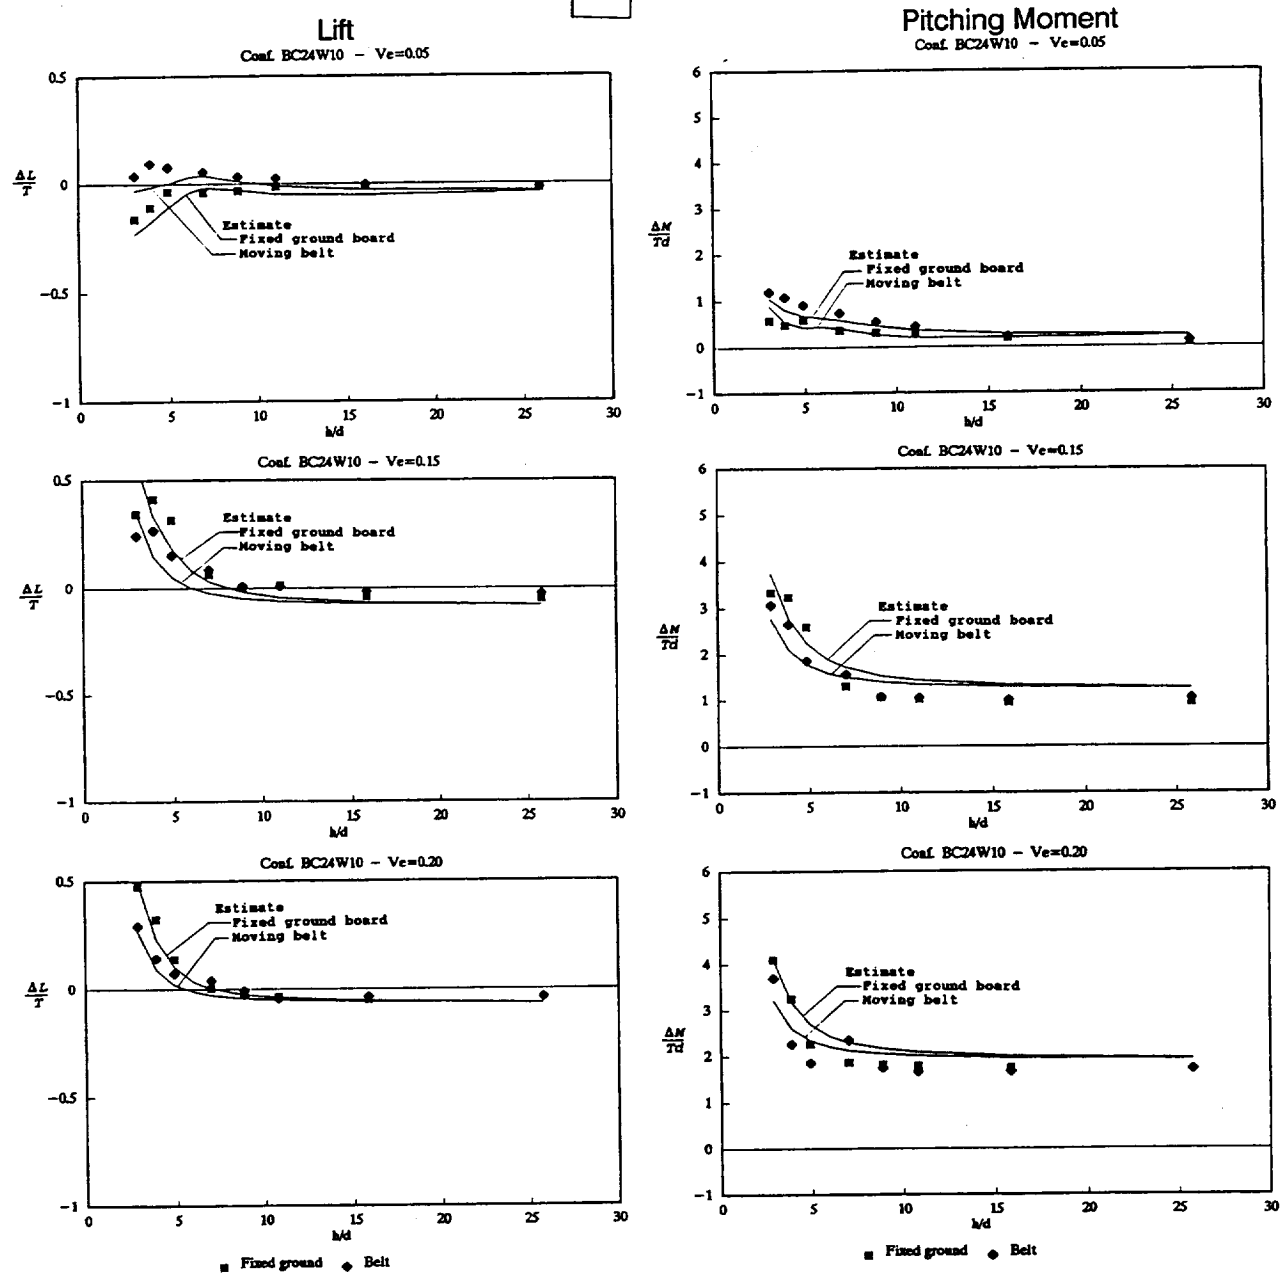 Lift
Conf. BC24W10 - Ve=0.05
0.5
0
-0.5
-1
ΔL
T
Estimate
Fixed ground board
Moving belt
0 5 10 15 20 25 30
h/d
Conf. BC24W10 - Ve=0.15
0.5
0
-0.5
-1
ΔL
T
Estimate
Fixed ground board
Moving belt
0 5 10 15 20 25 30
h/d
Conf. BC24W10 - Ve=0.20
0.5
0
-0.5
-1
ΔL
T
Estimate
Fixed ground board
Moving belt
0 5 10 15 20 25 30
h/d
Fixed ground Belt
Pitching Moment
Conf. BC24W10 - Ve=0.05
6
5
4
3
2
1
0
-1
ΔM
Td
Estimate
Fixed ground board
Moving belt
0 5 10 15 20 25 30
h/d
Conf. BC24W10 - Ve=0.15
6
5
4
3
2
1
0
-1
ΔM
Td
Estimate
Fixed ground board
Moving belt
0 5 10 15 20 25 30
h/d
Conf. BC24W10 - Ve=0.20
6
5
4
3
2
1
0
-1
ΔM
Td
Estimate
Fixed ground board
Moving belt
0 5 10 15 20 25 30
h/d
Fixed ground Belt